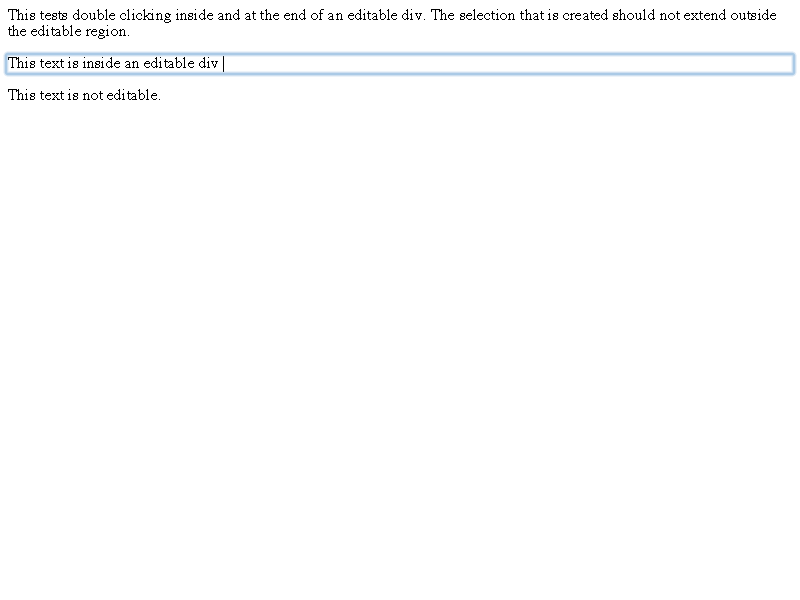 This tests double clicking inside and at the end of an editable div. The selection that is created should not extend outside
the editable region.
This text is inside an editable div
This text is not editable.